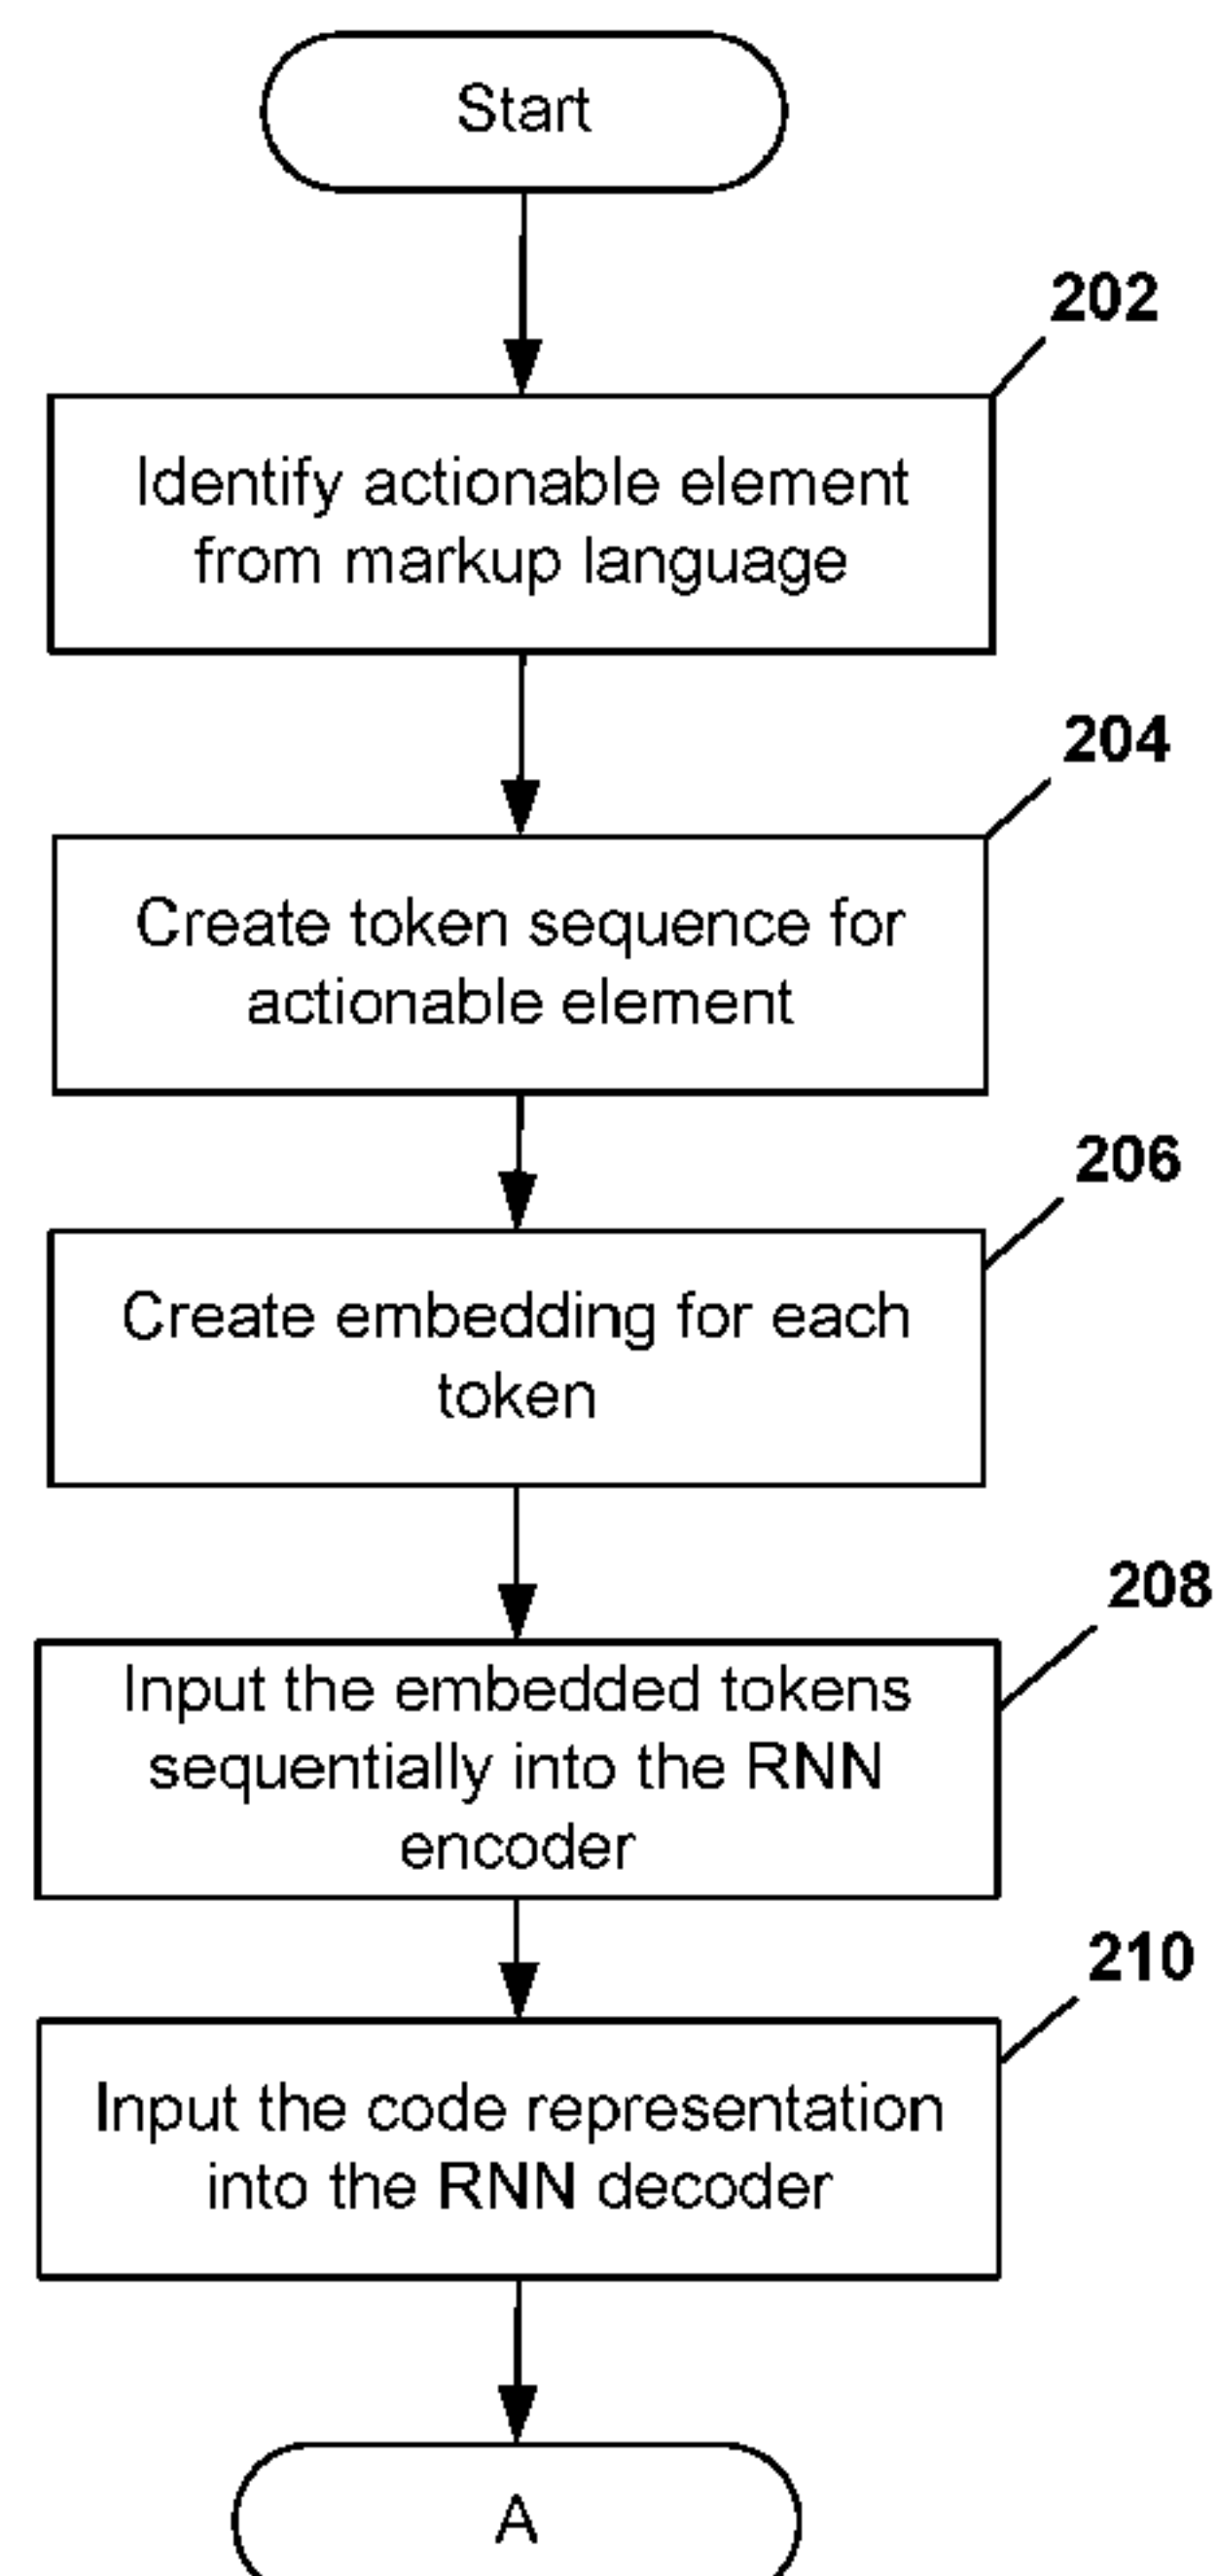 Start
202
Identify actionable element
from markup language
204
Create token sequence for
actionable element
206
Create embedding for each
token
208
Input the embedded tokens
sequentially into the RNN
encoder
210
Input the code representation
into the RNN decoder
A